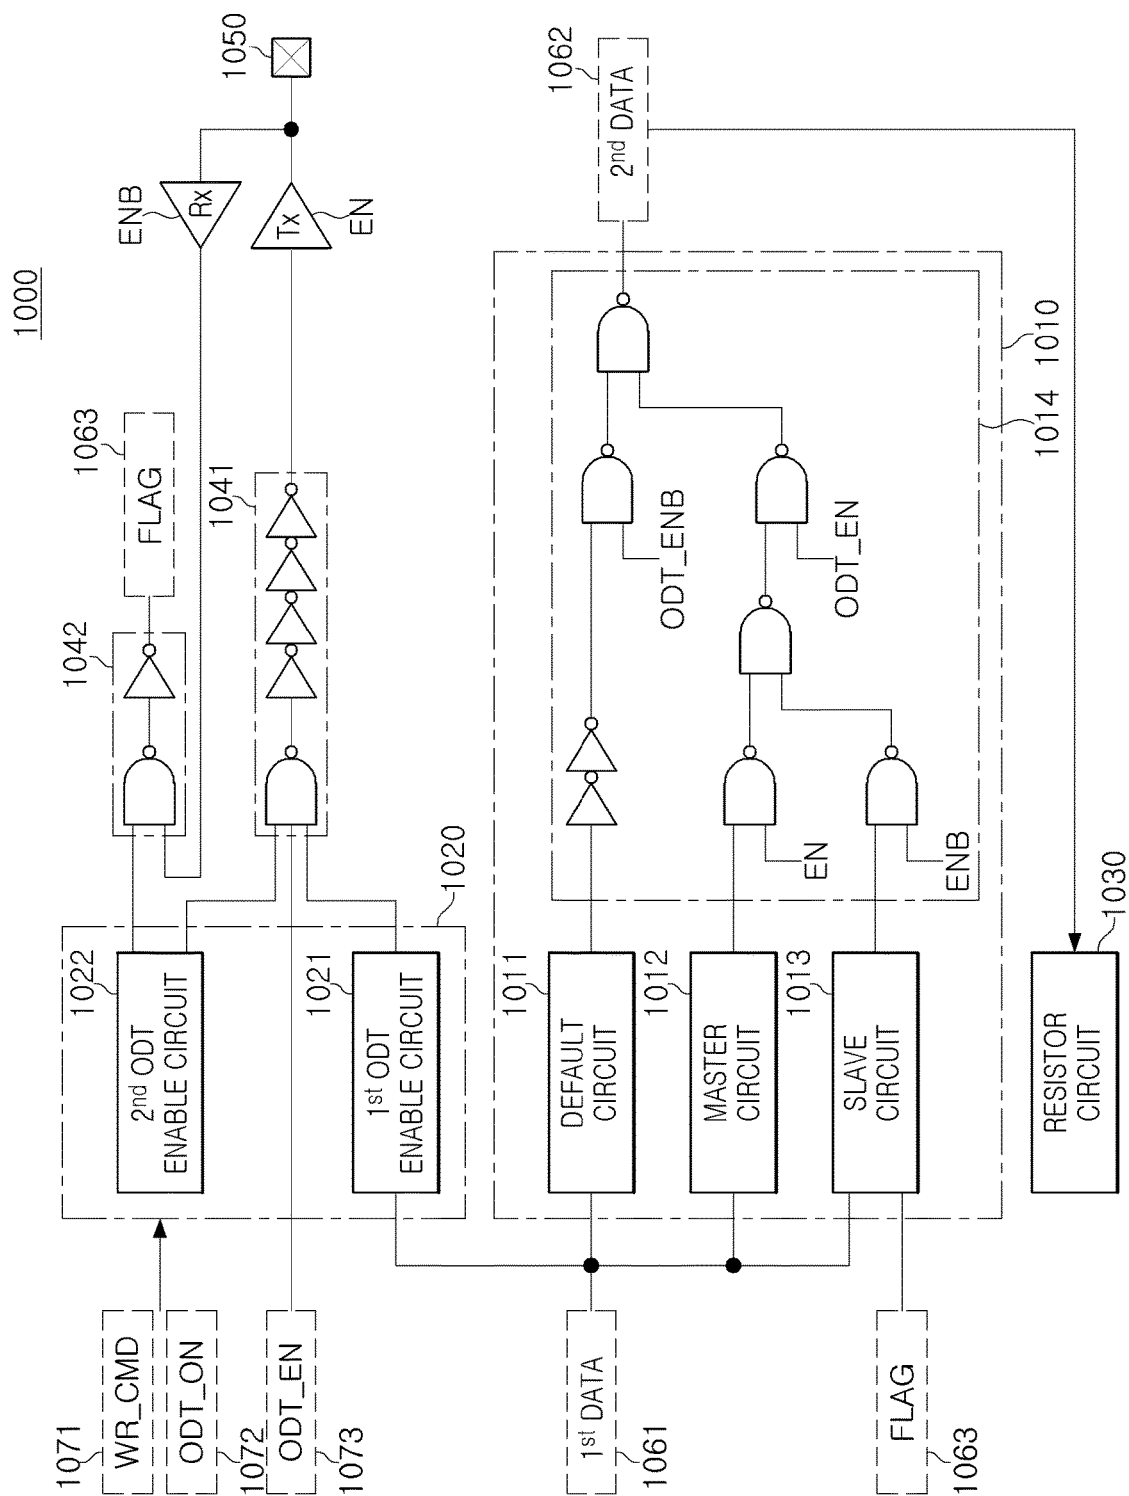 1000
1071
WR_CMD
ODT_ON
1072
ODT_EN
1073
1022
2nd ODT
ENABLE CIRCUIT
1021
1st ODT
ENABLE CIRCUIT
1020
1042
1063
FLAG
1041
ENB
Rx
Tx
EN
1050
1st DATA
1061
FLAG
1063
1011
DEFAULT
CIRCUIT
1012
MASTER
CIRCUIT
1013
SLAVE
CIRCUIT
EN
ENB
ODT_ENB
ODT_EN
1014
1010
1062
2nd DATA
1030
RESISTOR
CIRCUIT